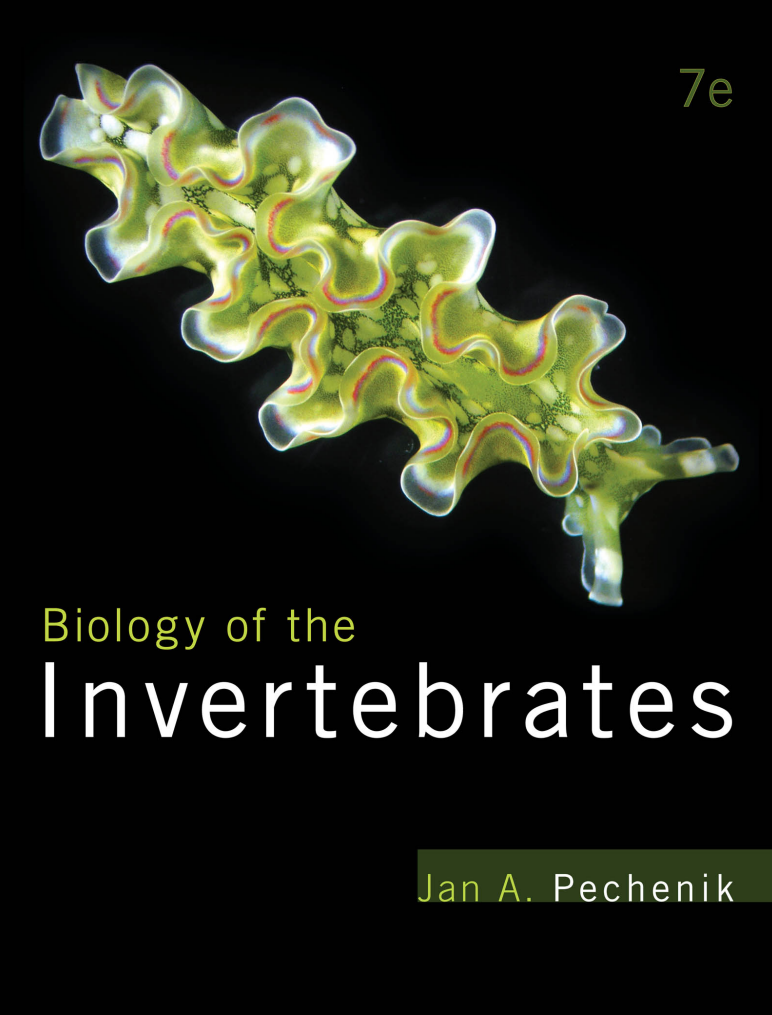 7e
Biology of the
Invertebrates
Jan A. Pechenik